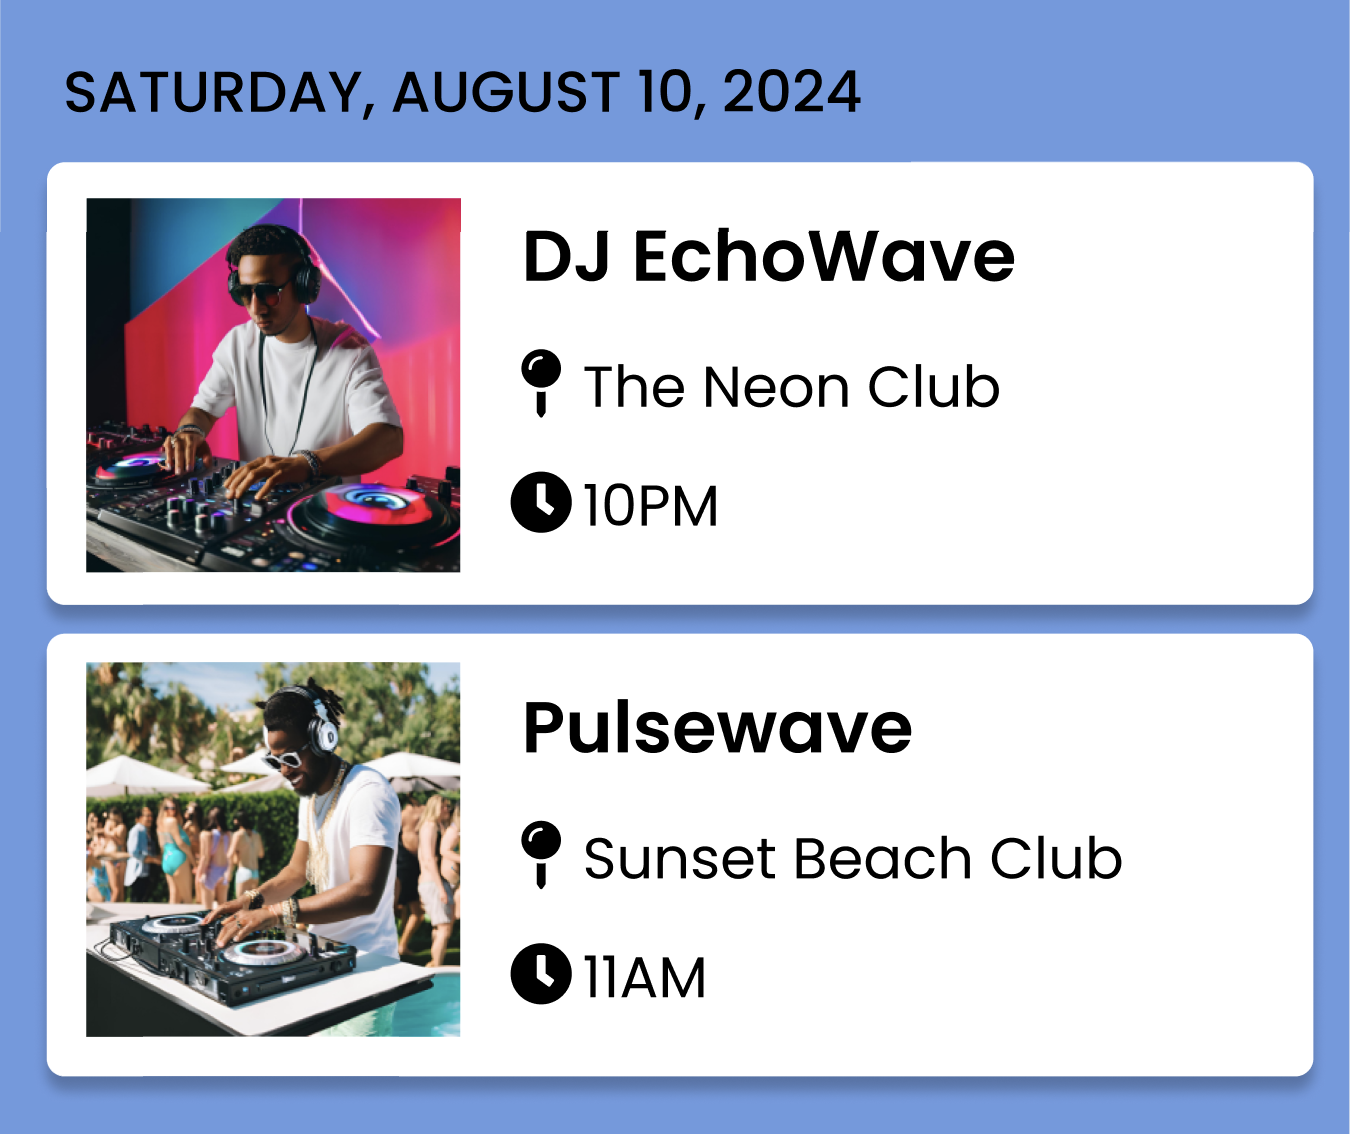 SATURDAY, AUGUST 10, 2024
DJ EchoWave
The Neon Club
10PM
Pulsewave
Sunset Beach Club
11AM